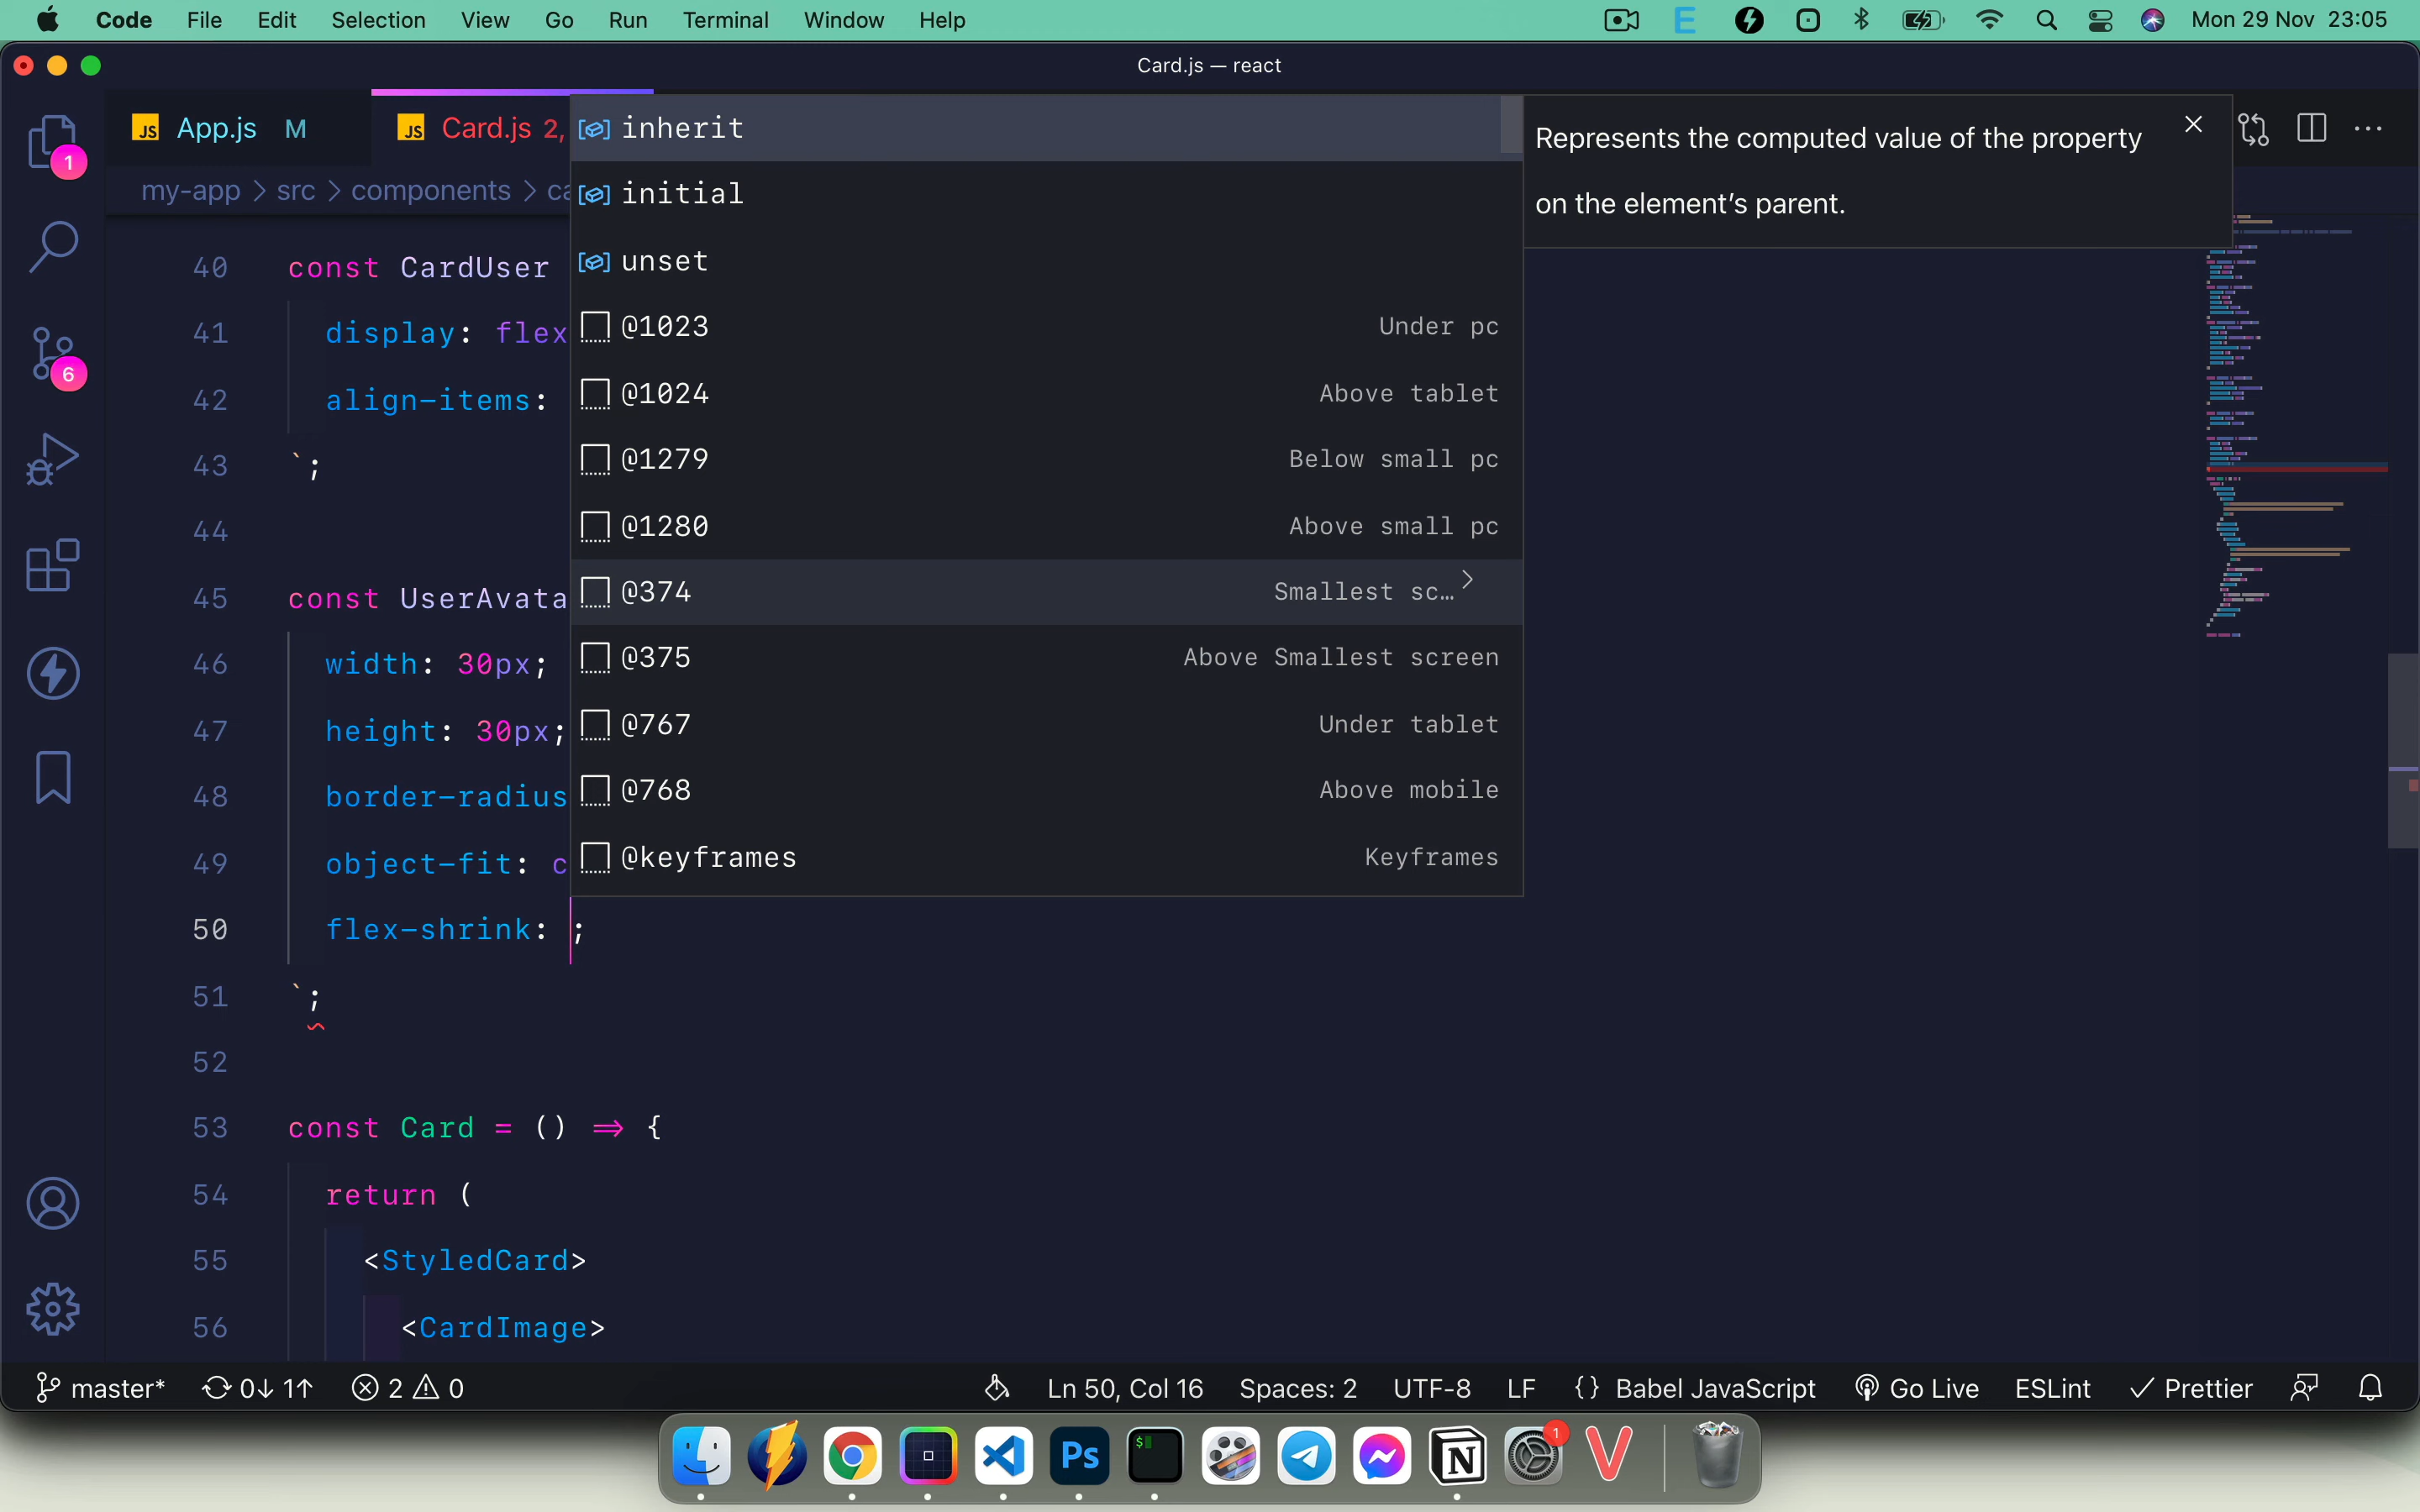 Code File Edit Selection View Go Run Terminal Window Help Mon 29 Nov 23:05
Card.js — react
JS App.js M JS Card.js 2,
my-app > src > components > ca
inherit
initial
unset
@1023 Under pc
@1024 Above tablet
@1279 Below small pc
@1280 Above small pc
@374 Smallest sc…
@375 Above Smallest screen
@767 Under tablet
@768 Above mobile
@keyframes Keyframes
Represents the computed value of the property
on the element’s parent.
1
6
40 const CardUser
41 display: flex
42 align-items:
43 `;
44
45 const UserAvata
46 width: 30px;
47 height: 30px;
48 border-radius
49 object-fit: c
50 flex-shrink: ;
51 `;
52
53 const Card = () => {
54 return (
55 <StyledCard>
56 <CardImage>
master* 0↓ 1↑ 2 0 Ln 50, Col 16 Spaces: 2 UTF-8 LF {} Babel JavaScript Go Live ESLint Prettier
Ps $ N 1